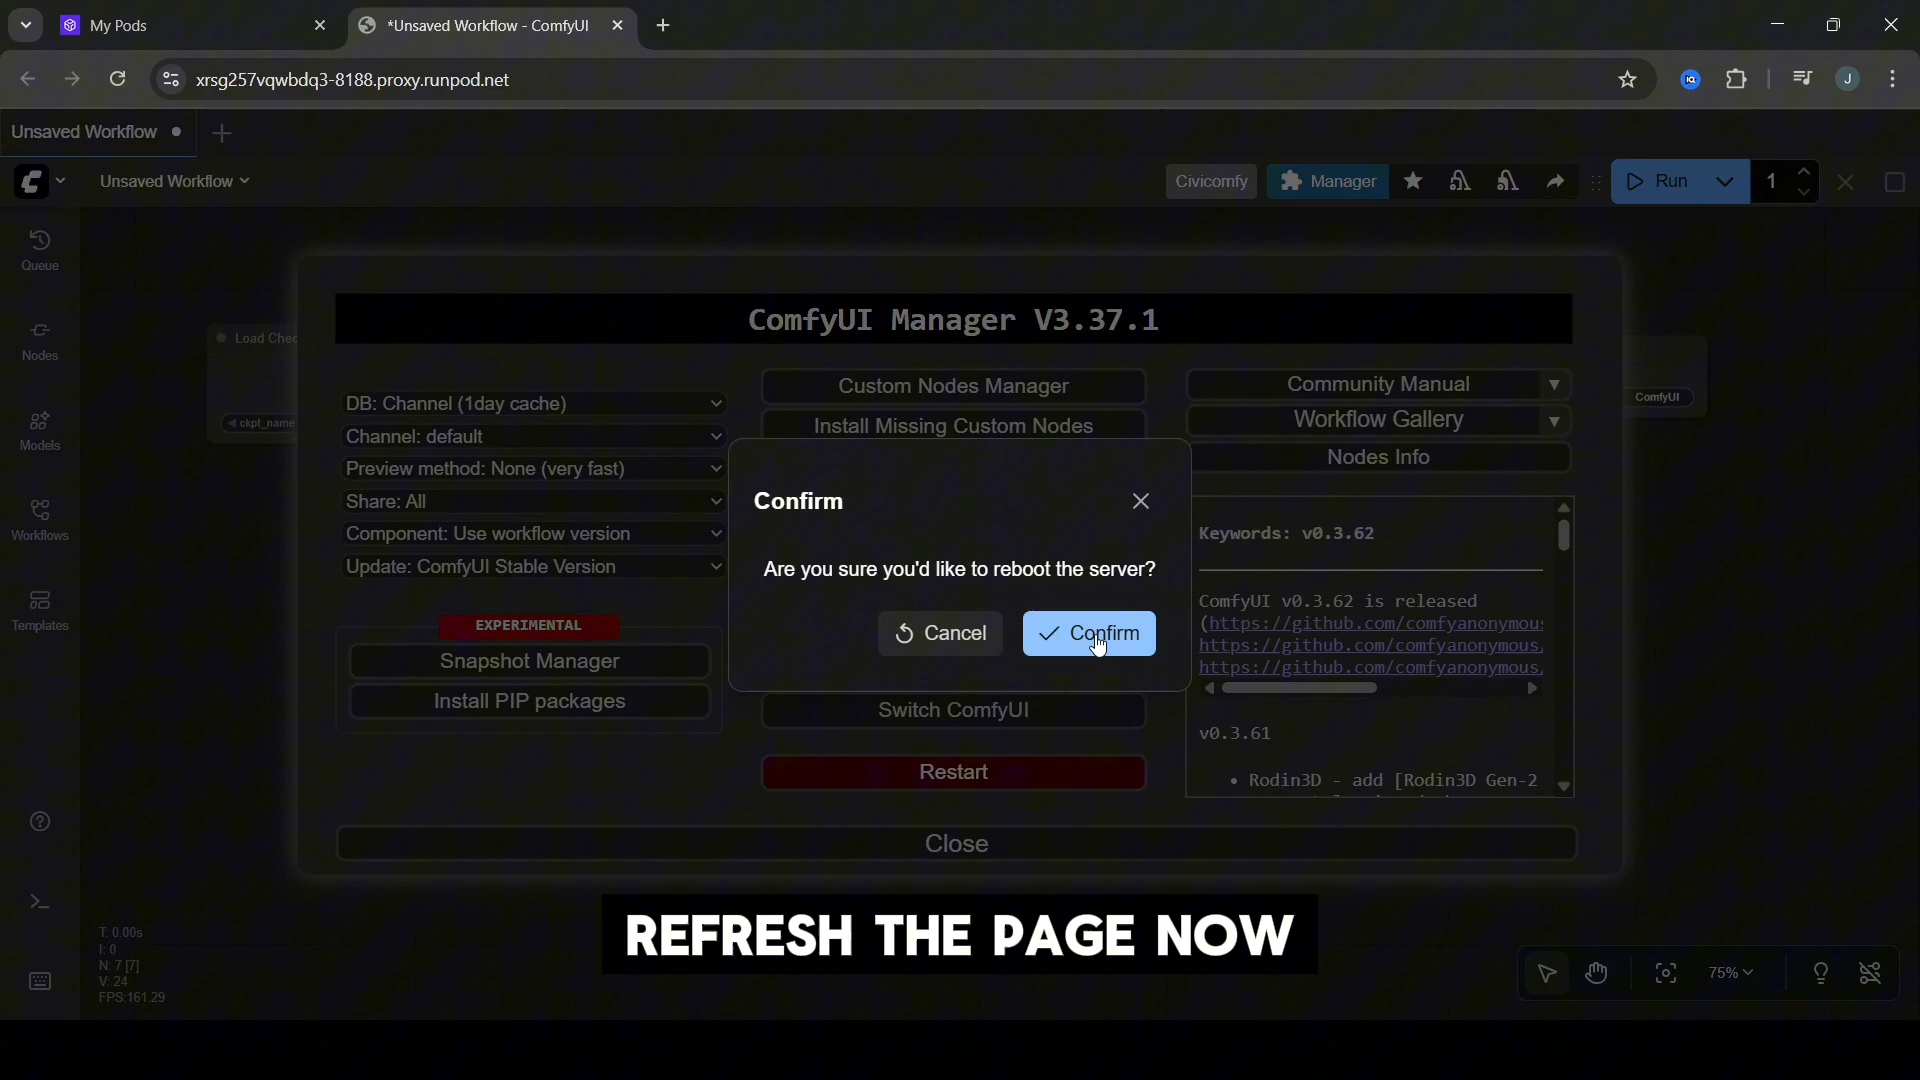 My Pods
*Unsaved Workflow - ComfyUI
xrsg257vqwbdq3-8188.proxy.runpod.net
J
Unsaved Workflow
Unsaved Workflow
Civicomfy
Manager
Run
1
Queue
Nodes
Models
Workflows
Templates
Load Chec
ckpt_name
ComfyUI
ComfyUI Manager V3.37.1
DB: Channel (1day cache)
Channel: default
Preview method: None (very fast)
Share: All
Component: Use workflow version
Update: ComfyUI Stable Version
EXPERIMENTAL
Snapshot Manager
Install PIP packages
Custom Nodes Manager
Install Missing Custom Nodes
Confirm
Are you sure you'd like to reboot the server?
Cancel
Confirm
Switch ComfyUI
Restart
Community Manual
Workflow Gallery
Nodes Info
Keywords: v0.3.62
ComfyUI v0.3.62 is released
(https://github.com/comfyanonymou
https://github.com/comfyanonymous
https://github.com/comfyanonymous
v0.3.61
• Rodin3D - add [Rodin3D Gen-2
Close
REFRESH THE PAGE NOW
T: 0.00s
I: 0
N: 7 [7]
V: 24
FPS:161.29
75%